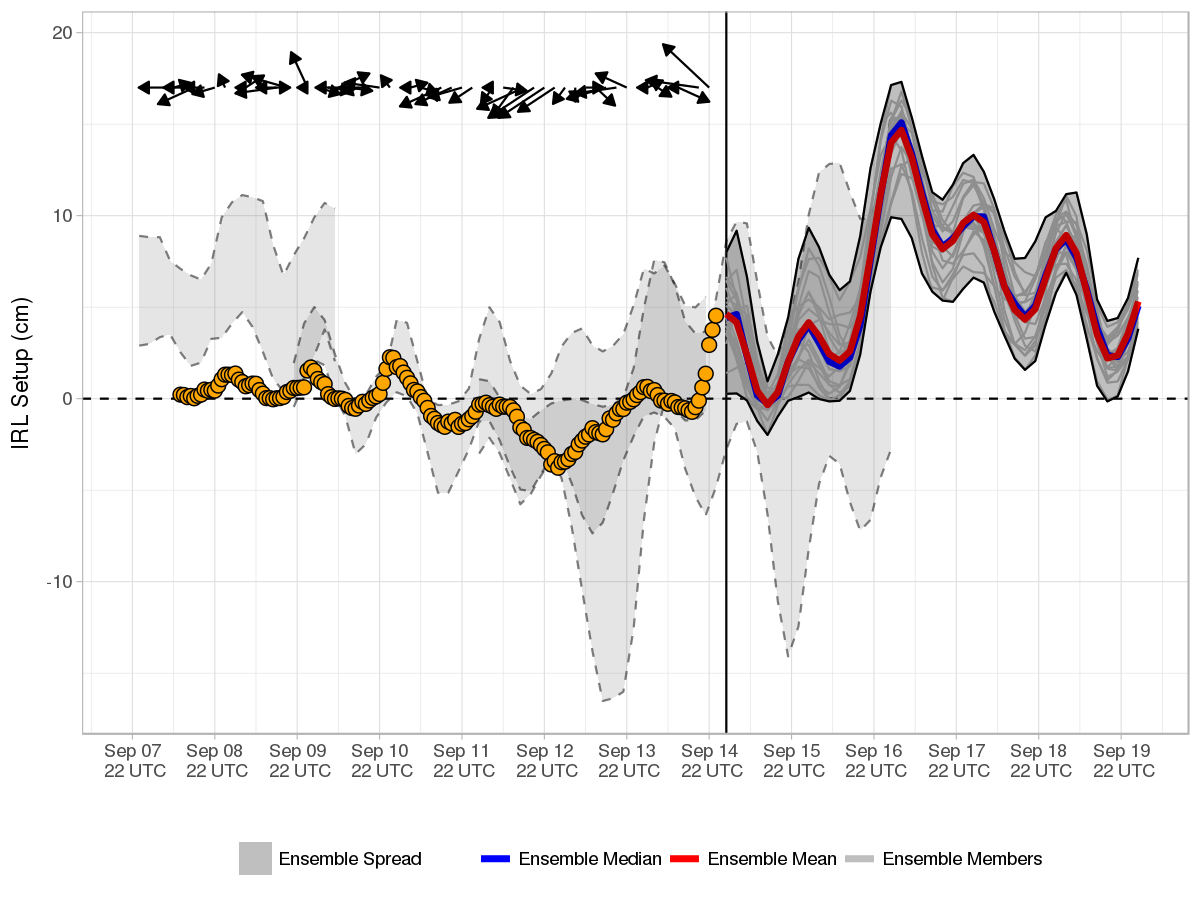 20
10
0
-10
IRL Setup (cm)
Sep 07 Sep 08 Sep 09 Sep 10 Sep 11 Sep 12 Sep 13 Sep 14 Sep 15 Sep 16 Sep 17 Sep 18 Sep 19
22 UTC 22 UTC 22 UTC 22 UTC 22 UTC 22 UTC 22 UTC 22 UTC 22 UTC 22 UTC 22 UTC 22 UTC 22 UTC
Ensemble Spread Ensemble Median Ensemble Mean Ensemble Members